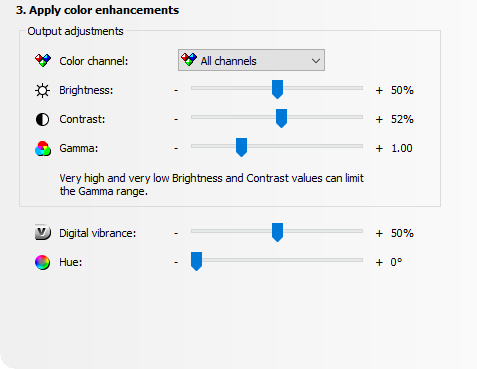 3. Apply color enhancements
Output adjustments
Color channel: All channels
Brightness: - + 50%
Contrast: - + 52%
Gamma: - + 1.00
Very high and very low Brightness and Contrast values can limit
the Gamma range.
Digital vibrance: - + 50%
Hue: - + 0°